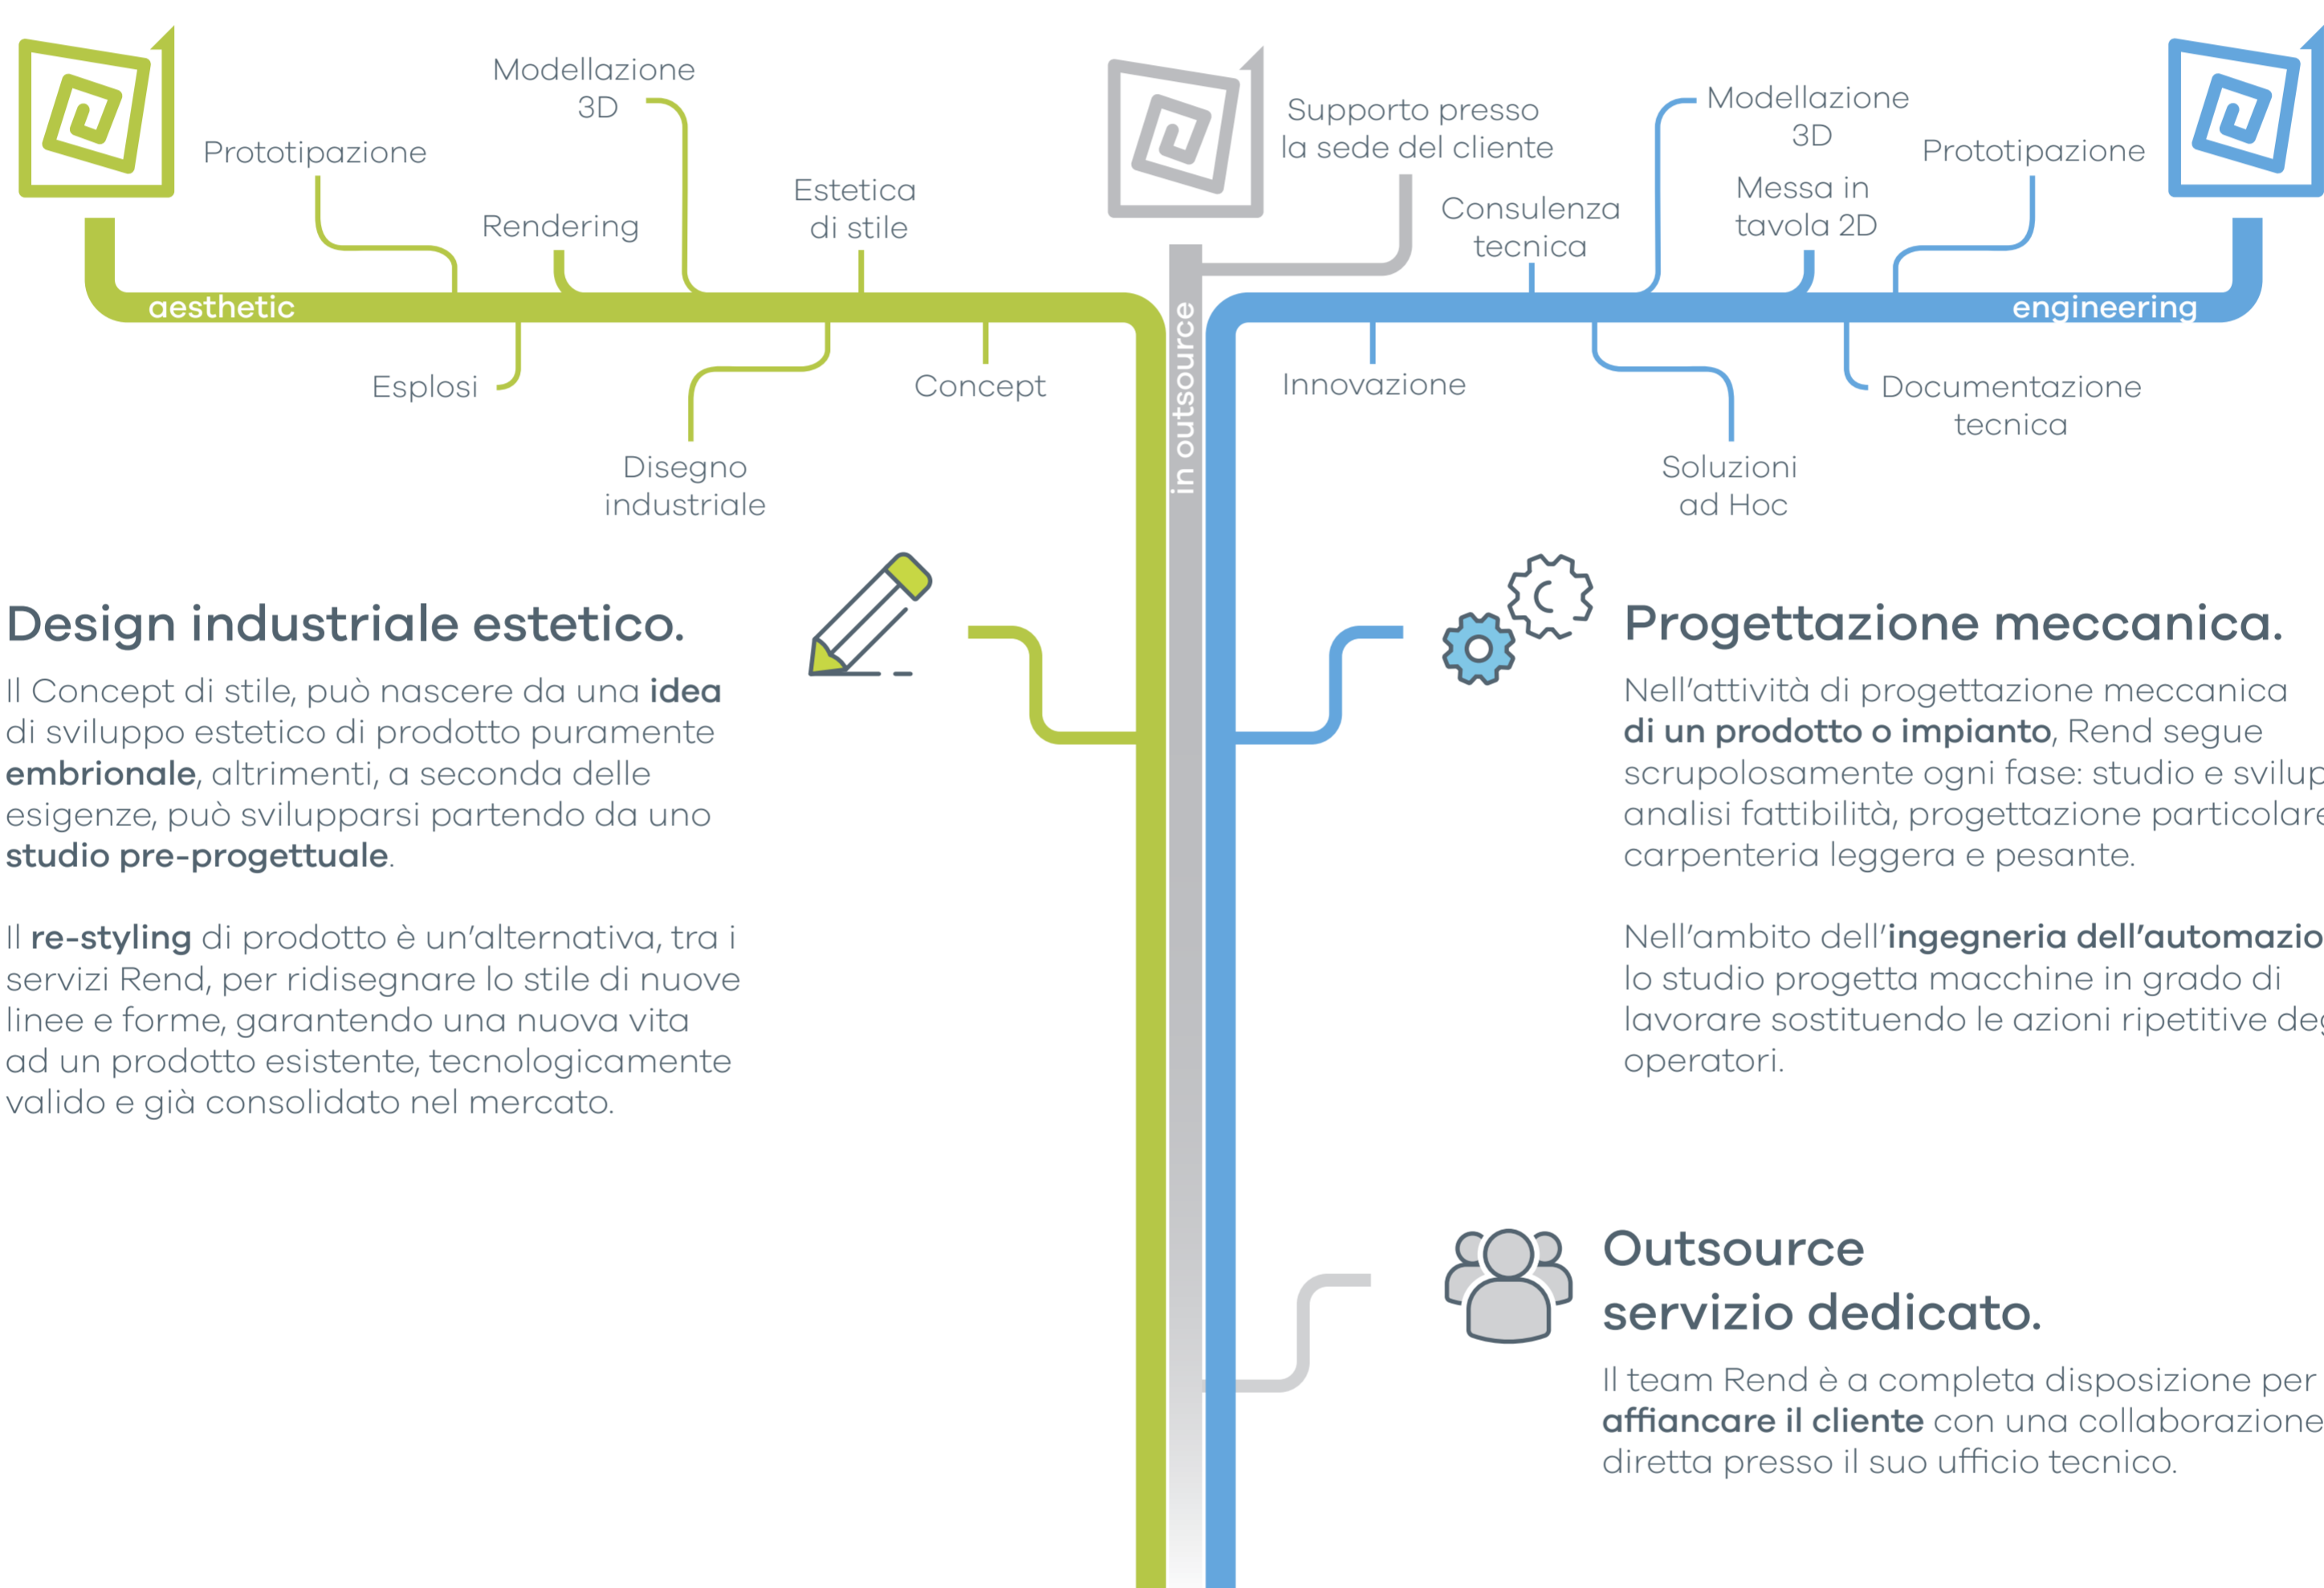 Modellazione
3D
Prototipazione
Rendering
Estetica
di stile
aesthetic
Esplosi
Concept
Disegno
industriale
in outsource
Supporto presso
la sede del cliente
Consulenza
tecnica
Modellazione
3D
Messa in
tavola 2D
Prototipazione
engineering
Innovazione
Documentazione
tecnica
Soluzioni
ad Hoc
Design industriale estetico.
Il Concept di stile, può nascere da una idea
di sviluppo estetico di prodotto puramente
embrionale, altrimenti, a seconda delle
esigenze, può svilupparsi partendo da uno
studio pre-progettuale.
Il re-styling di prodotto è un'alternativa, tra i
servizi Rend, per ridisegnare lo stile di nuove
linee e forme, garantendo una nuova vita
ad un prodotto esistente, tecnologicamente
valido e già consolidato nel mercato.
Progettazione meccanica.
Nell'attività di progettazione meccanica
di un prodotto o impianto, Rend segue
scrupolosamente ogni fase: studio e
analisi fattibilità, progettazione particolare
carpenteria leggera e pesante.
Nell'ambito dell'ingegneria dell'automazio
lo studio progetta macchine in grado di
lavorare sostituendo le azioni ripetitive
operatori.
Outsource
servizio dedicato.
Il team Rend è a completa disposizione per
affiancare il cliente con una collaborazione
diretta presso il suo ufficio tecnico.